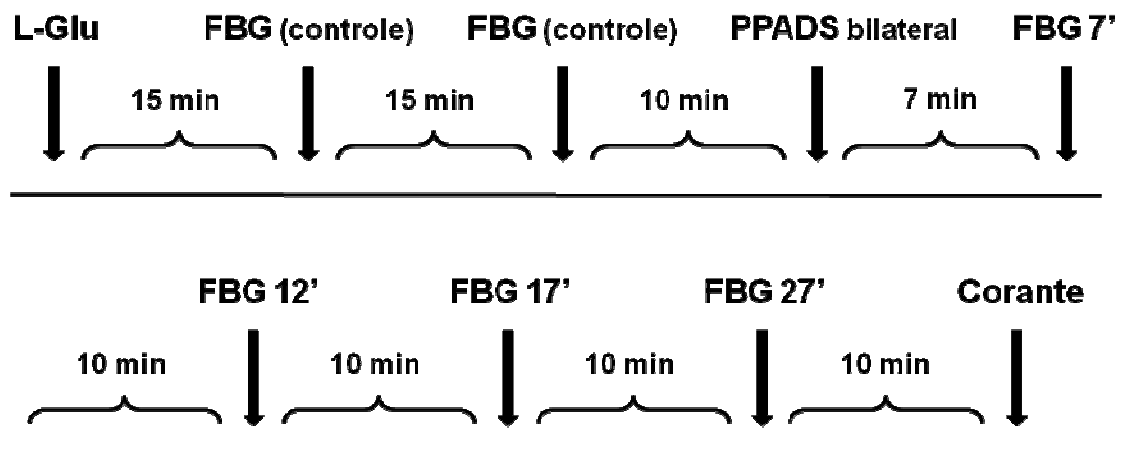 L-Glu FBG (controle) FBG (controle) PPADS bilateral FBG 7’
15 min 15 min 10 min 7 min
FBG 12’ FBG 17’ FBG 27’ Corante
10 min 10 min 10 min 10 min